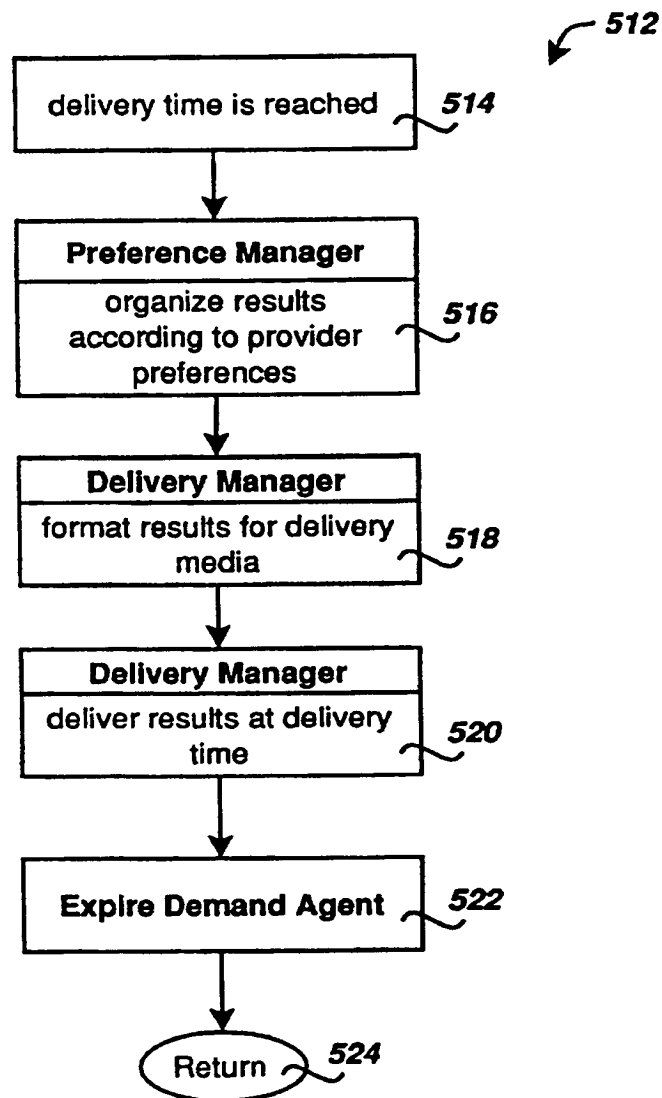 512
delivery time is reached
514
Preference Manager
organize results
according to provider
preferences
516
Delivery Manager
format results for delivery
media
518
Delivery Manager
deliver results at delivery
time
520
Expire Demand Agent
522
Return
524